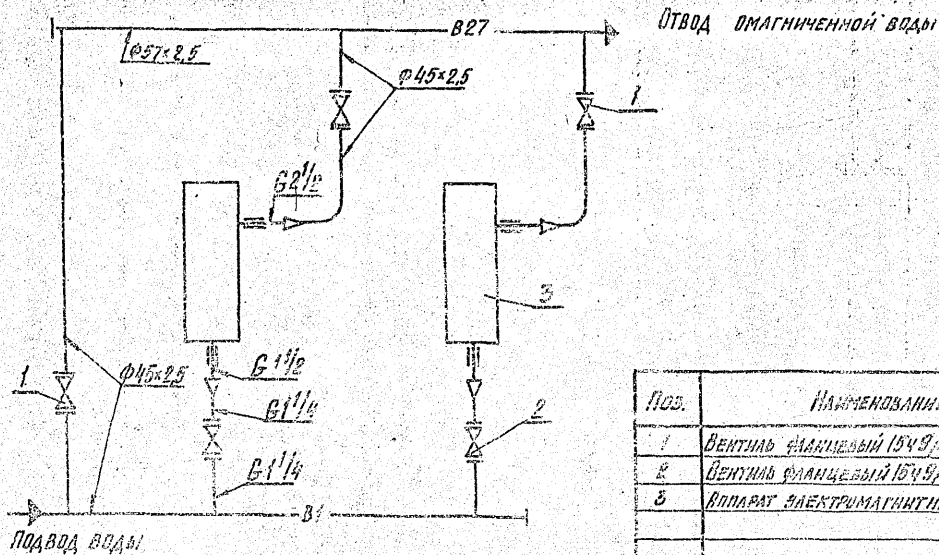 ОТВОД ОМАГНИЧЕННОЙ ВОДЫ
В27
Ф57×2,5
Ф45×2,5
1
G2 1/2
3
G 1 1/2
1
Ф45×2,5
G1 1/4
2
G1 1/4
В1
ПОДВОД ВОДЫ
ПОЗ. НАИМЕНОВАНИ
1 ВЕНТИЛЬ ФЛАНЦЕВЫЙ 15Ч9
2 ВЕНТИЛЬ ФЛАНЦЕВЫЙ 15Ч9
3 АППАРАТ ЭЛЕКТРОМАГНИТН